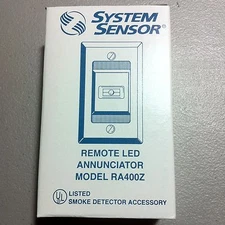 SYSTEM
SENSOR®
REMOTE LED
ANNUNCIATOR
MODEL RA400Z
UL LISTED
SMOKE DETECTOR ACCESSORY